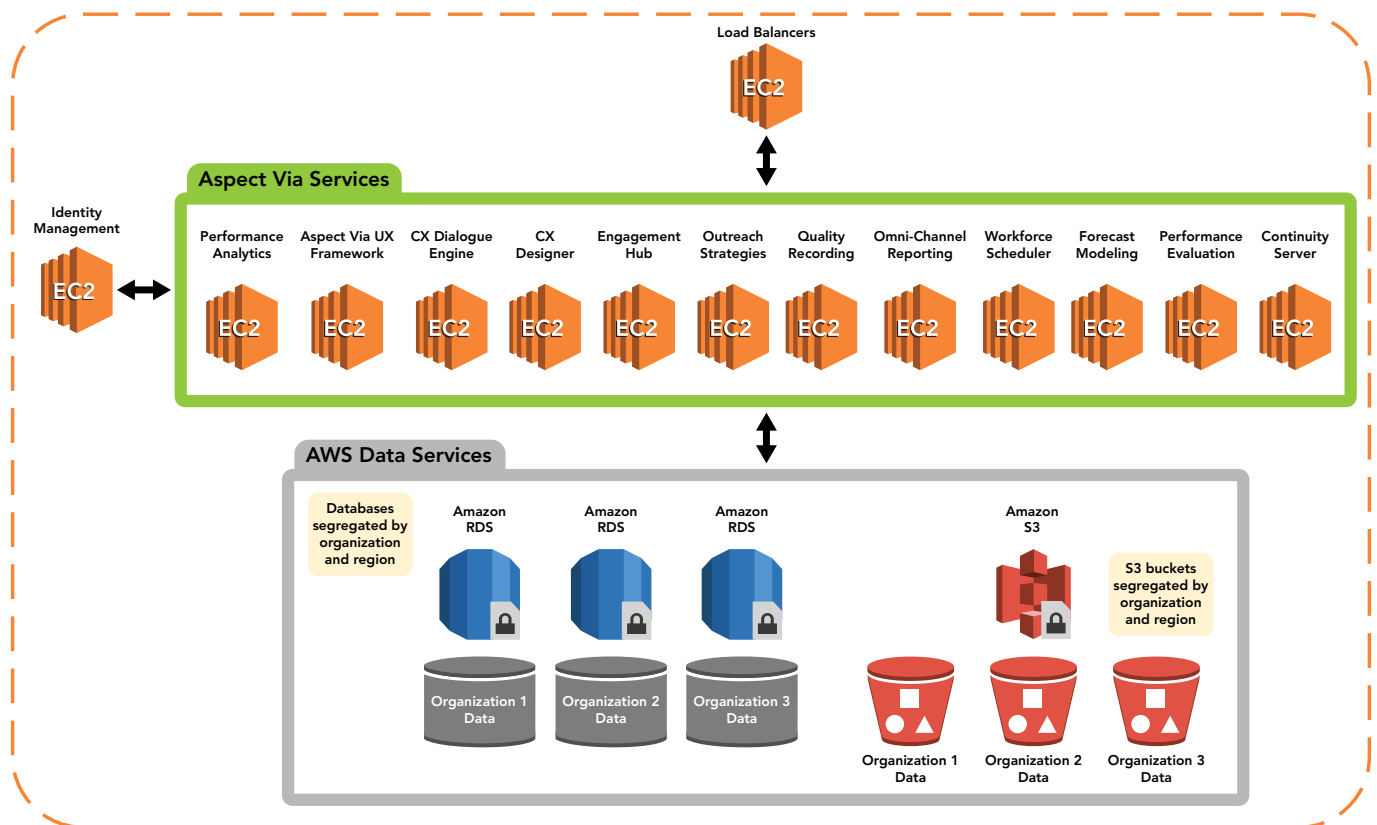 Load Balancers
EC2
Aspect Via Services
Identity
Management
EC2
Performance
Analytics
EC2
Aspect Via UX
Framework
EC2
CX Dialogue
Engine
EC2
CX
Designer
EC2
Engagement
Hub
EC2
Outreach
Strategies
EC2
Quality
Recording
EC2
Omni-Channel
Reporting
EC2
Workforce
Scheduler
EC2
Forecast
Modeling
EC2
Performance
Evaluation
EC2
Continuity
Server
EC2
AWS Data Services
Databases
segregated by
organization
and region
Amazon
RDS
Organization 1
Data
Amazon
RDS
Organization 2
Data
Amazon
RDS
Organization 3
Data
Amazon
S3
S3 buckets
segregated by
organization
and region
Organization 1
Data
Organization 2
Data
Organization 3
Data